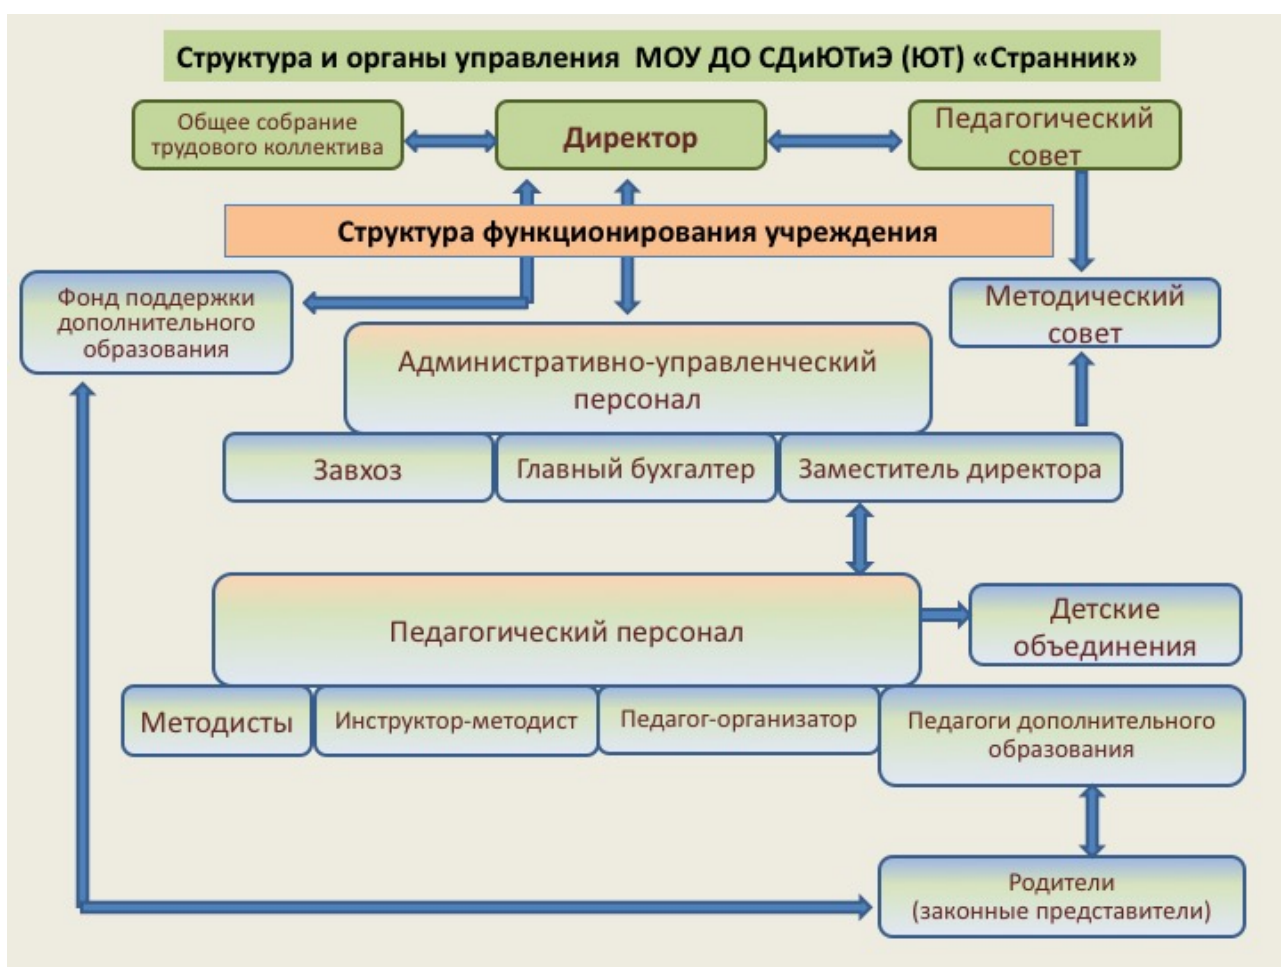 Структура и органы управления МОУ ДО СДиЮТиЭ (ЮТ) «Странник»
Общее собрание
трудового коллектива
Директор
Педагогический
совет
Структура функционирования учреждения
Фонд поддержки
дополнительного
образования
Методический
совет
Административно-управленческий
персонал
Завхоз
Главный бухгалтер
Заместитель директора
Педагогический персонал
Детские
объединения
Методисты
Инструктор-методист
Педагог-организатор
Педагоги дополнительного
образования
Родители
(законные представители)